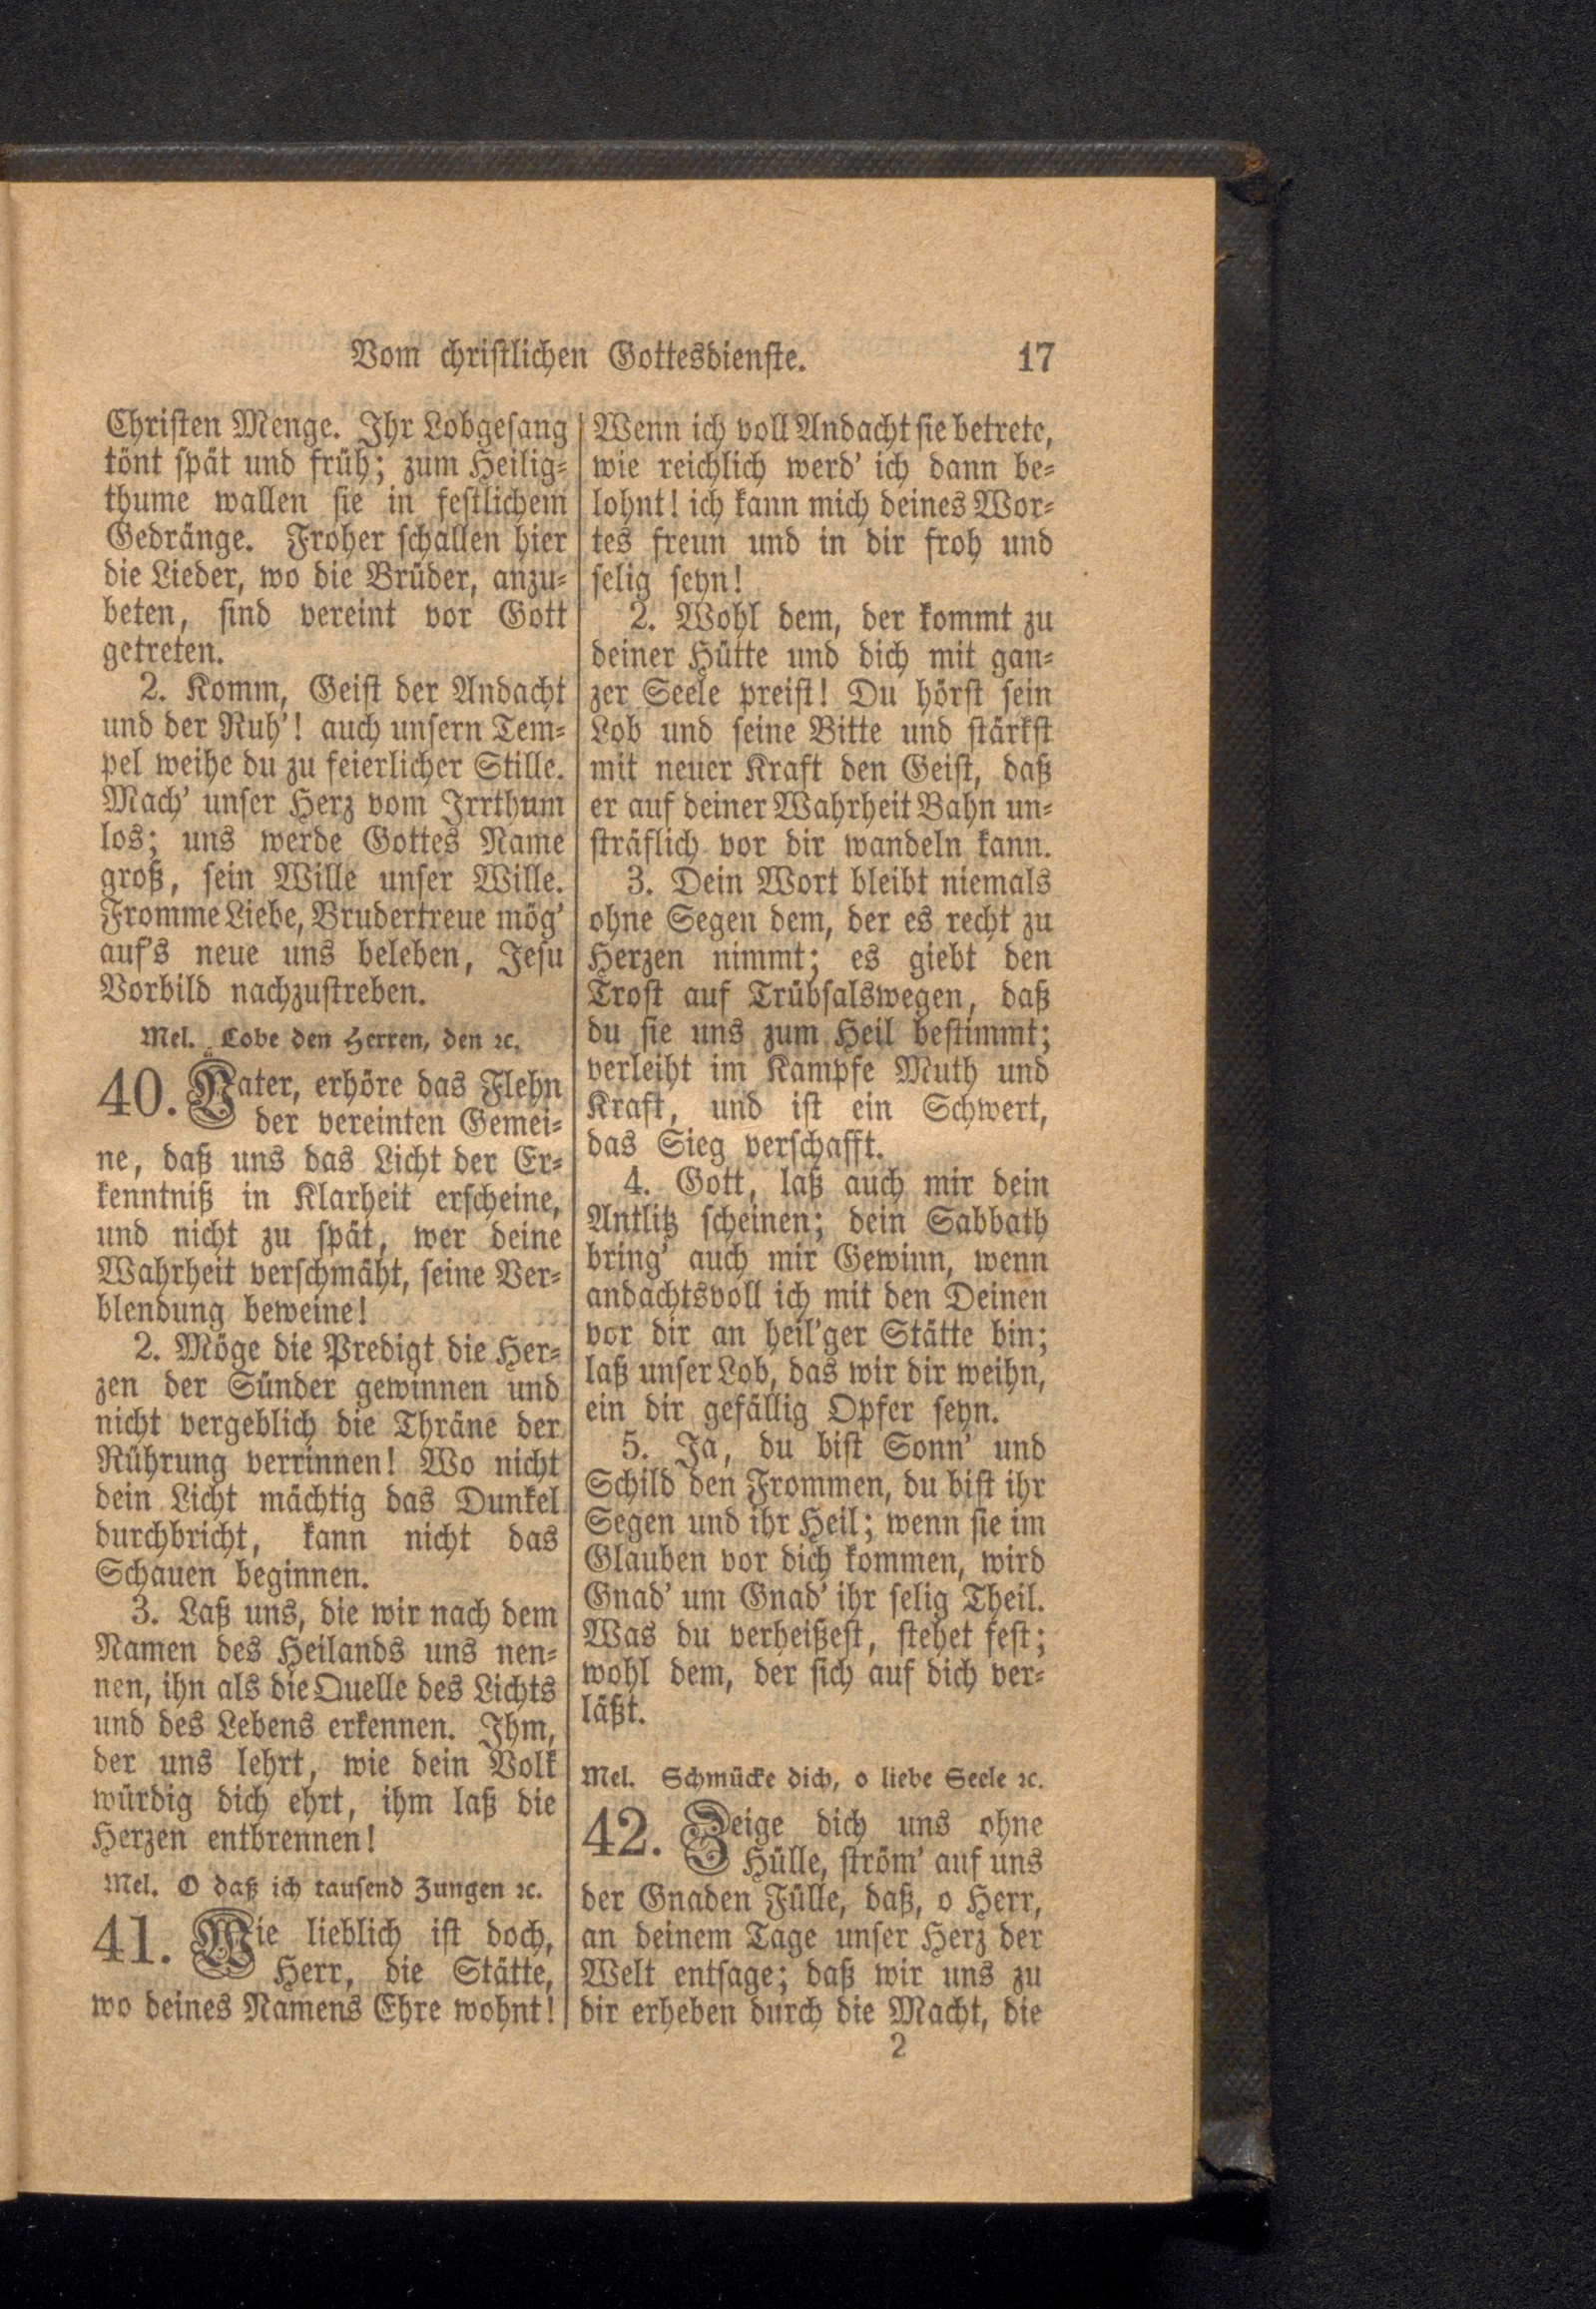 Vom christlichen Gottesdienste. 17
Christen Menge. Ihr Lobgesang
tönt spät und früh; zum Heilig-
thume wallen sie in festlichem
Gedränge. Froher schallen hier
die Lieder, wo die Brüder, anzu-
beten, sind vereint vor Gott
getreten.
2. Komm, Geist der Andacht
und der Ruh'! auch unsern Tem-
pel weihe du zu feierlicher Stille.
Mach' unser Herz vom Irrthum
los; uns werde Gottes Name
groß, sein Wille unser Wille.
Fromme Liebe, Brudertreue mög'
auf's neue uns beleben, Jesu
Vorbild nachzustreben.
Mel. Lobe den Herren, den ꝛc.
40. Vater, erhöre das Flehn
der vereinten Gemei-
ne, daß uns das Licht der Er-
kenntniß in Klarheit erscheine,
und nicht zu spät, wer deine
Wahrheit verschmäht, seine Ver-
blendung beweine!
2. Möge die Predigt die Her-
zen der Sünder gewinnen und
nicht vergeblich die Thräne der
Rührung verrinnen! Wo nicht
dein Licht mächtig das Dunkel
durchbricht, kann nicht das
Schauen beginnen.
3. Laß uns, die wir nach dem
Namen des Heilands uns nen-
nen, ihn als die Quelle des Lichts
und des Lebens erkennen. Ihm,
der uns lehrt, wie dein Volk
würdig dich ehrt, ihm laß die
Herzen entbrennen!
Mel. O daß ich tausend Zungen ꝛc.
41. Wie lieblich ist doch,
Herr, die Stätte,
wo deines Namens Ehre wohnt!
Wenn ich voll Andacht sie betrete,
wie reichlich werd' ich dann be-
lohnt! ich kann mich deines Wor-
tes freun und in dir froh und
selig seyn!
2. Wohl dem, der kommt zu
deiner Hütte und dich mit gan-
zer Seele preist! Du hörst sein
Lob und seine Bitte und stärkst
mit neuer Kraft den Geist, daß
er auf deiner Wahrheit Bahn un-
sträflich vor dir wandeln kann.
3. Dein Wort bleibt niemals
ohne Segen dem, der es recht zu
Herzen nimmt; es giebt den
Trost auf Trübsalswegen, daß
du sie uns zum Heil bestimmt;
verleiht im Kampfe Muth und
Kraft, und ist ein Schwert,
das Sieg verschafft.
4. Gott, laß auch mir dein
Antlitz scheinen; dein Sabbath
bring' auch mir Gewinn, wenn
andachtsvoll ich mit den Deinen
vor dir an heil'ger Stätte bin;
laß unser Lob, das wir dir weihn,
ein dir gefällig Opfer seyn.
5. Ja, du bist Sonn' und
Schild den Frommen, du bist ihr
Segen und ihr Heil; wenn sie im
Glauben vor dich kommen, wird
Gnad' um Gnad' ihr selig Theil.
Was du verheißest, stehet fest;
wohl dem, der sich auf dich ver-
läßt.
Mel. Schmücke dich, o liebe Seele ꝛc.
42. Zeige dich uns ohne
Hülle, ström' auf uns
der Gnaden Fülle, daß, o Herr,
an deinem Tage unser Herz der
Welt entsage; daß wir uns zu
dir erheben durch die Macht, die
2